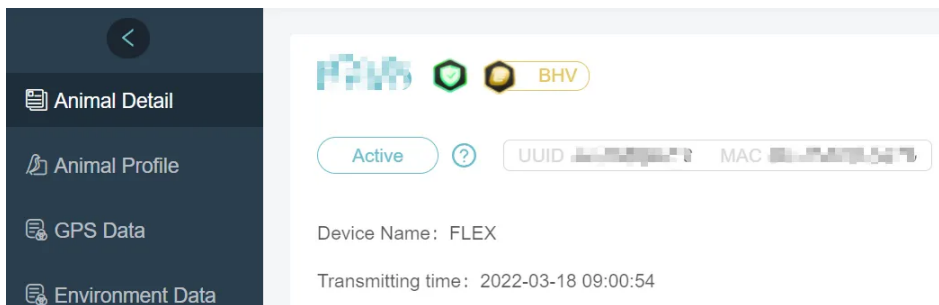 BHV
Animal Detail
Active
UUID MAC
Animal Profile
GPS Data
Device Name: FLEX
Transmitting time: 2022-03-18 09:00:54
Environment Data